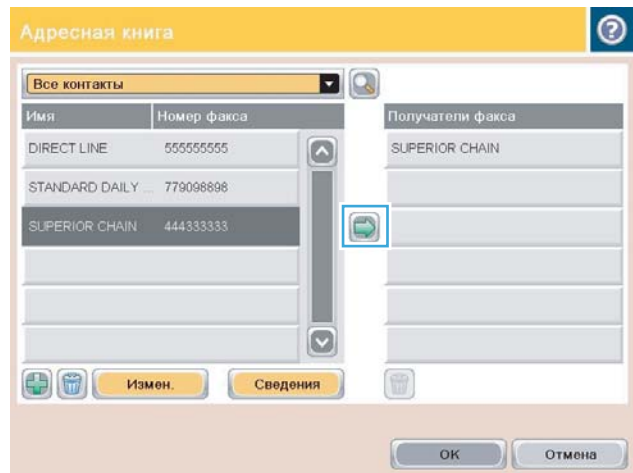 Адресная книга
Все контакты
Имя Номер факса
DIRECT LINE 555555555
STANDARD DAILY ... 779098898
SUPERIOR CHAIN 444333333
Получатели факса
SUPERIOR CHAIN
Измен. Сведения
OK Отмена